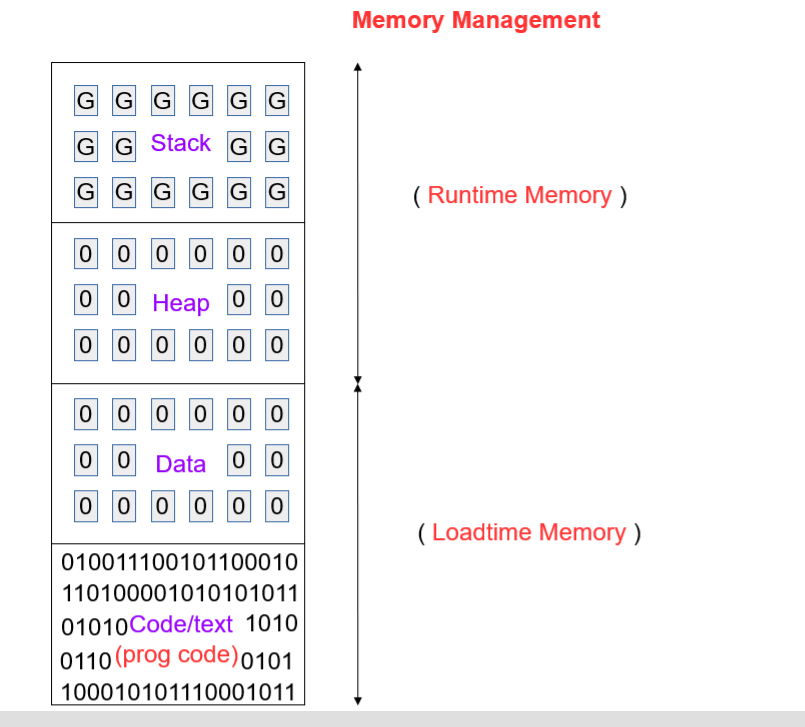 Memory Management
G G G G G G
G G Stack G G
G G G G G G
( Runtime Memory )
0 0 0 0 0 0
0 0 Heap 0 0
0 0 0 0 0 0
0 0 0 0 0 0
0 0 Data 0 0
0 0 0 0 0 0
( Loadtime Memory )
010011100101100010
110100001010101011
01010 Code/text 1010
0110 (prog code) 0101
100010101110001011